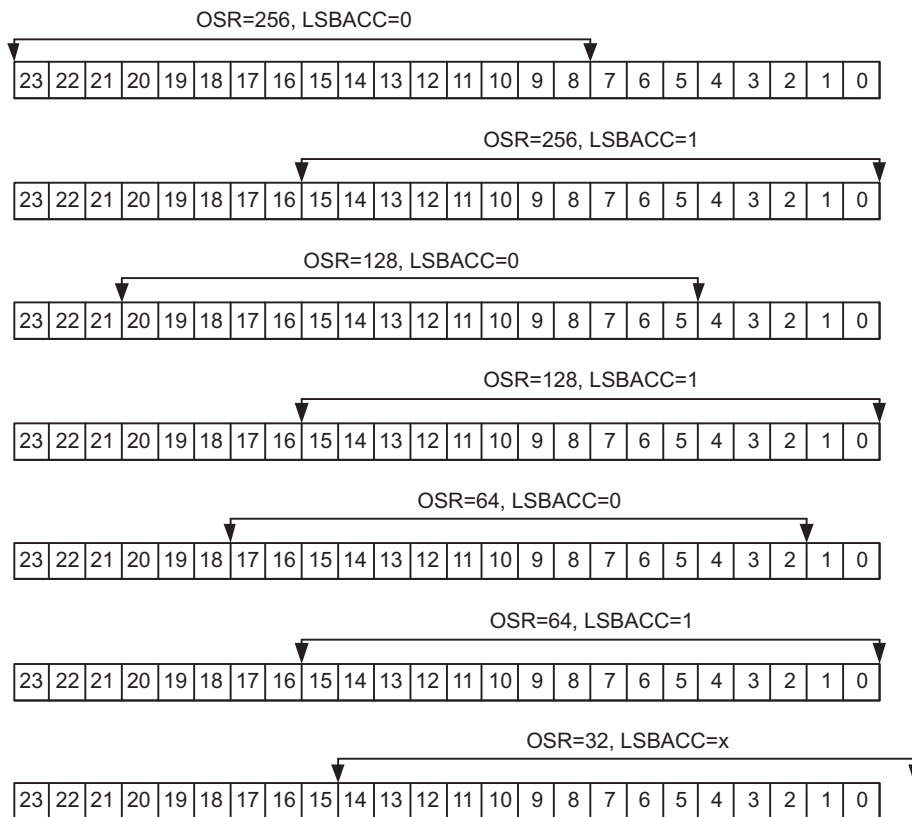 OSR=256, LSBACC=0
23 22 21 20 19 18 17 16 15 14 13 12 11 10 9 8 7 6 5 4 3 2 1 0
OSR=256, LSBACC=1
23 22 21 20 19 18 17 16 15 14 13 12 11 10 9 8 7 6 5 4 3 2 1 0
OSR=128, LSBACC=0
23 22 21 20 19 18 17 16 15 14 13 12 11 10 9 8 7 6 5 4 3 2 1 0
OSR=128, LSBACC=1
23 22 21 20 19 18 17 16 15 14 13 12 11 10 9 8 7 6 5 4 3 2 1 0
OSR=64, LSBACC=0
23 22 21 20 19 18 17 16 15 14 13 12 11 10 9 8 7 6 5 4 3 2 1 0
OSR=64, LSBACC=1
23 22 21 20 19 18 17 16 15 14 13 12 11 10 9 8 7 6 5 4 3 2 1 0
OSR=32, LSBACC=x
23 22 21 20 19 18 17 16 15 14 13 12 11 10 9 8 7 6 5 4 3 2 1 0